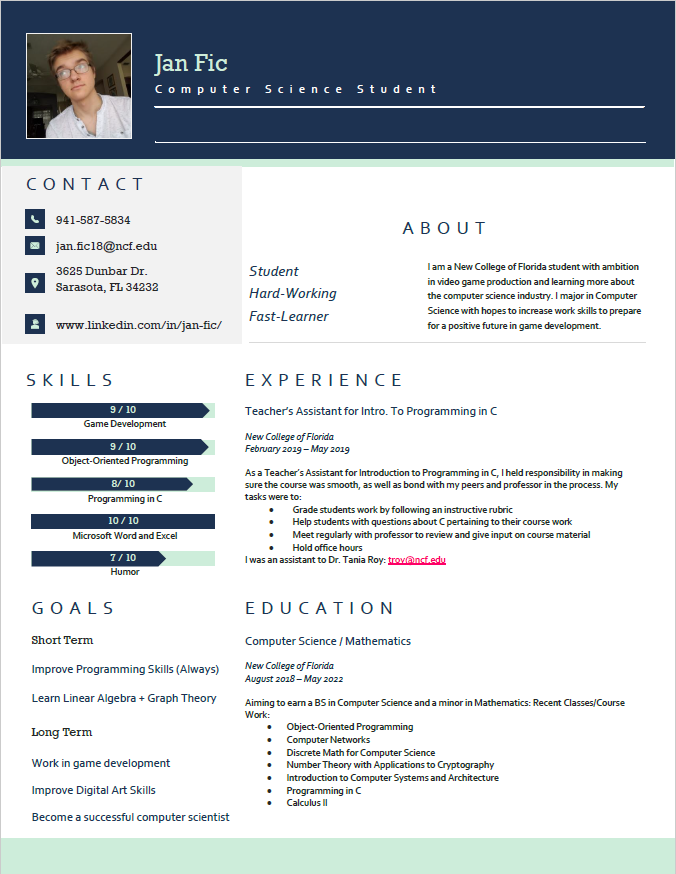 Jan Fic
Computer Science Student
CONTACT
941-587-5834
jan.fic18@ncf.edu
3625 Dunbar Dr.
Sarasota, FL 34232
www.linkedin.com/in/jan-fic/
ABOUT
Student
Hard-Working
Fast-Learner
I am a New College of Florida student with ambition
in video game production and learning more about
the computer science industry. I major in Computer
Science with hopes to increase work skills to prepare
for a positive future in game development.
SKILLS
9 / 10
Game Development
9 / 10
Object-Oriented Programming
8/ 10
Programming in C
10 / 10
Microsoft Word and Excel
7 / 10
Humor
EXPERIENCE
Teacher's Assistant for Intro. To Programming in C
New College of Florida
February 2019 – May 2019
As a Teacher's Assistant for Introduction to Programming in C, I held responsibility in making
sure the course was smooth, as well as bond with my peers and professor in the process. My
tasks were to:
• Grade students work by following an instructive rubric
• Help students with questions about C pertaining to their course work
• Meet regularly with professor to review and give input on course material
• Hold office hours
I was an assistant to Dr. Tania Roy: troy@ncf.edu
GOALS
Short Term
Improve Programming Skills (Always)
Learn Linear Algebra + Graph Theory
Long Term
Work in game development
Improve Digital Art Skills
Become a successful computer scientist
EDUCATION
Computer Science / Mathematics
New College of Florida
August 2018 – May 2022
Aiming to earn a BS in Computer Science and a minor in Mathematics: Recent Classes/Course
Work:
• Object-Oriented Programming
• Computer Networks
• Discrete Math for Computer Science
• Number Theory with Applications to Cryptography
• Introduction to Computer Systems and Architecture
• Programming in C
• Calculus II